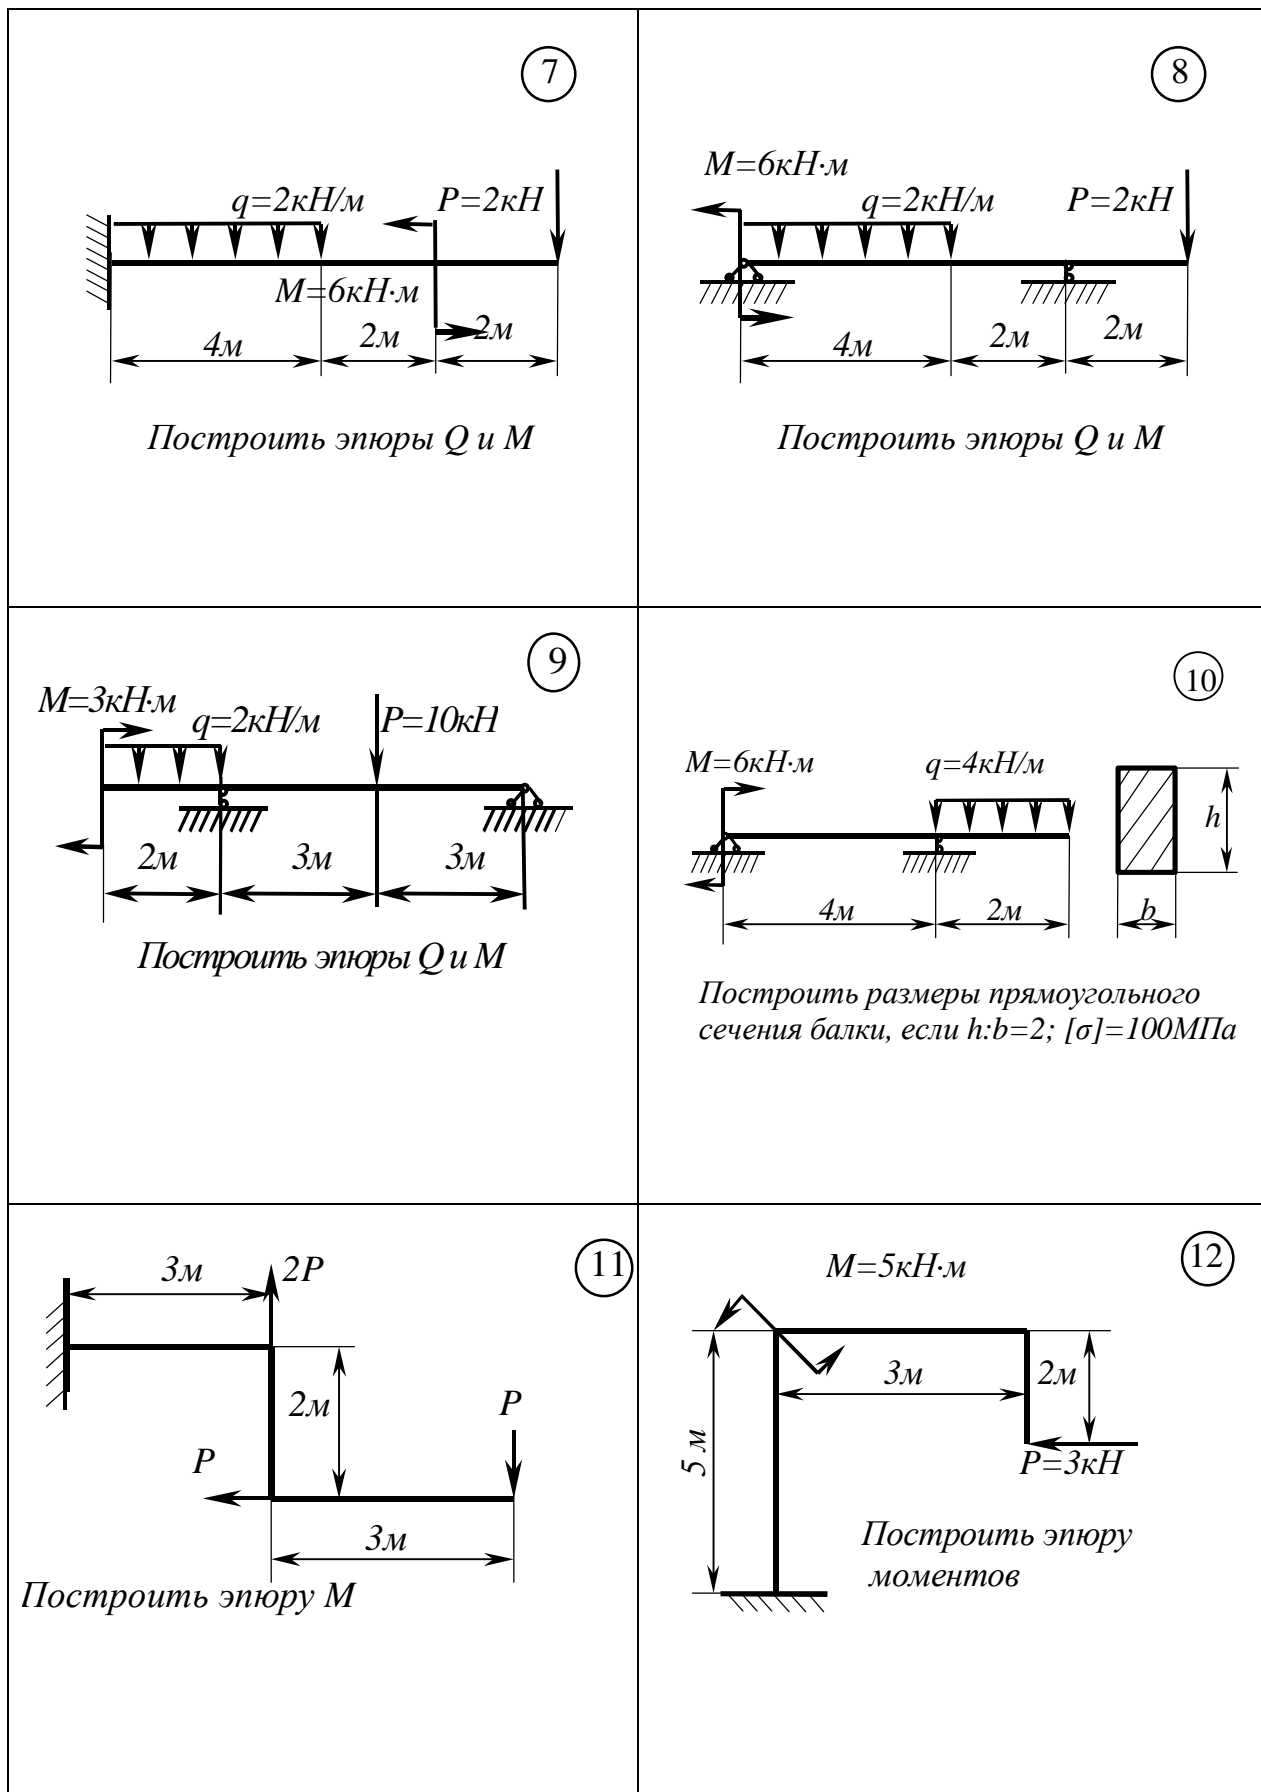 7
q=2кН/м
P=2кН
M=6кН·м
4м
2м
2м
Построить эпюры Q и M
8
M=6кН·м
q=2кН/м
P=2кН
4м
2м
2м
Построить эпюры Q и M
9
M=3кН·м
q=2кН/м
P=10кН
2м
3м
3м
Построить эпюры Q и M
10
M=6кН·м
q=4кН/м
h
4м
2м
b
Построить размеры прямоугольного
сечения балки, если h:b=2; [σ]=100МПа
11
3м
2P
2м
P
P
3м
Построить эпюру M
12
M=5кН·м
3м
2м
5 м
P=3кН
Построить эпюру
моментов